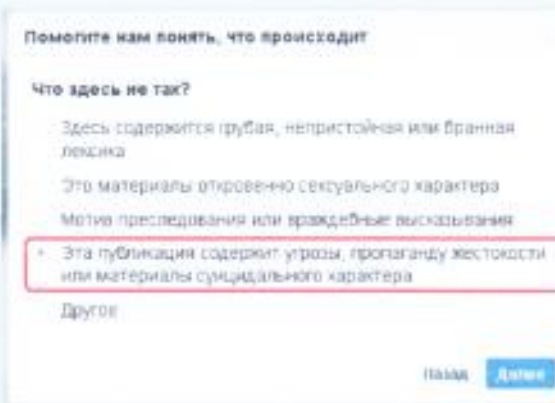 Помогите нам понять, что происходит
Что здесь не так?
Здесь содержится грубая, непристойная или бранная
лексика
Это материалы откровенно сексуального характера
Мотив преследования или враждебные высказывания
Эта публикация содержит угрозы, пропаганду жестокости
или материалы суицидального характера
Другое
Назад Далее